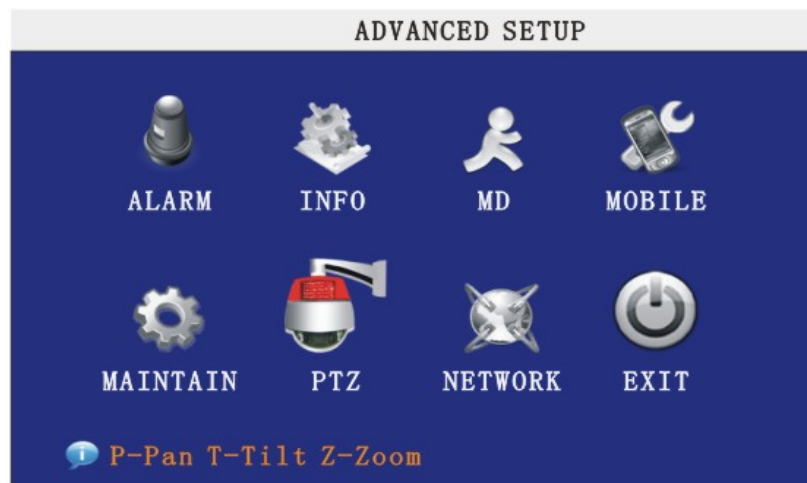 ADVANCED SETUP
ALARM INFO MD MOBILE
MAINTAIN PTZ NETWORK EXIT
P-Pan T-Tilt Z-Zoom